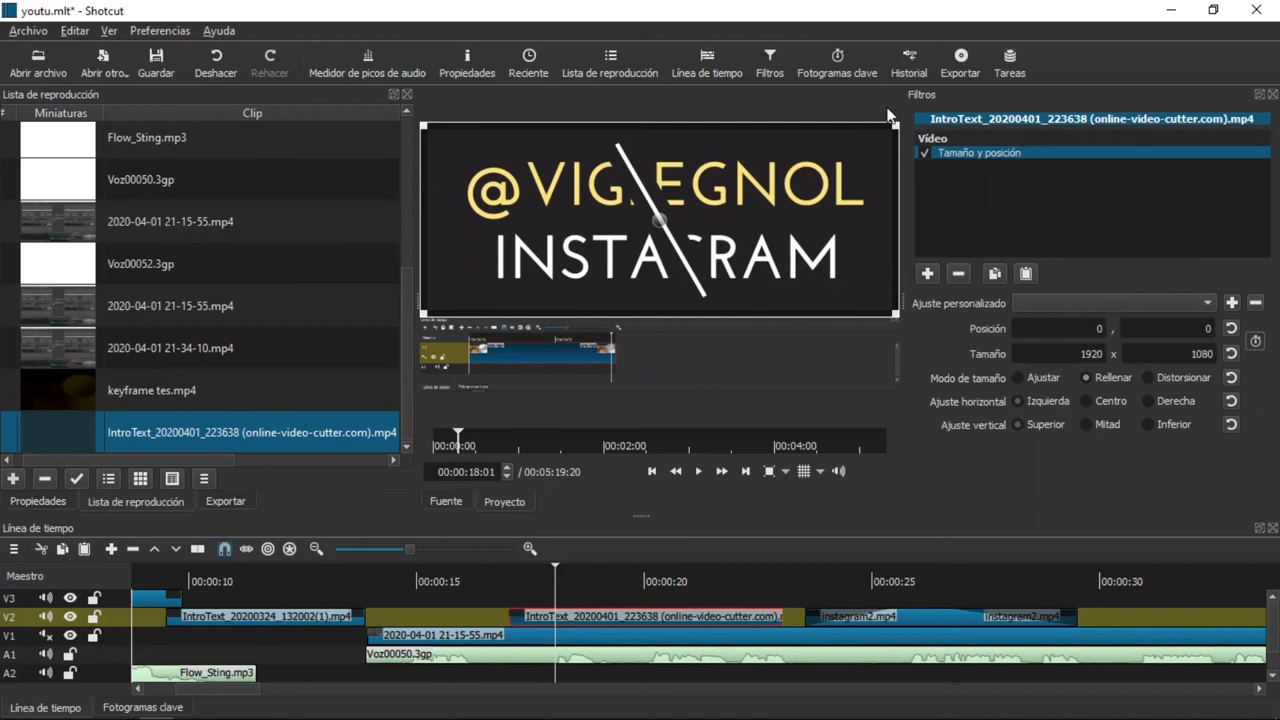 youtu.mlt* - Shotcut
Archivo Editar Ver Preferencias Ayuda
Abrir archivo Abrir otro. Guardar Deshacer Rehacer Medidor de picos de audio Propiedades Reciente Lista de reproducción Línea de tiempo Filtros Fotogramas clave Historial Exportar Tareas
Lista de reproducción
Miniaturas Clip
Flow_Sting.mp3
Voz00050.3gp
2020-04-01 21-15-55.mp4
Voz00052.3gp
2020-04-01 21-15-55.mp4
2020-04-01 21-34-10.mp4
keyframe tes.mp4
IntroText_20200401_223638 (online-video-cutter.com).mp4
Propiedades Lista de reproducción Exportar
@VIG EGNOL
INSTAGRAM
00:00:00 00:02:00 00:04:00
00:00:18:01 / 00:05:19:20
Fuente Proyecto
Filtros
IntroText_20200401_223638 (online-video-cutter.com).mp4
Vídeo
Tamaño y posición
Ajuste personalizado
Posición 0 , 0
Tamaño 1920 x 1080
Modo de tamaño Ajustar Rellenar Distorsionar
Ajuste horizontal Izquierda Centro Derecha
Ajuste vertical Superior Mitad Inferior
Línea de tiempo
Maestro 00:00:10 00:00:15 00:00:20 00:00:25 00:00:30
V3
V2 IntroText_20200324_132002(1).mp4 IntroText_20200401_223638 (online-video-cutter.com).r Instagram2.mp4 Instagram2.mp4
V1 2020-04-01 21-15-55.mp4
A1 Voz00050.3gp
A2 Flow_Sting.mp3
Línea de tiempo Fotogramas clave